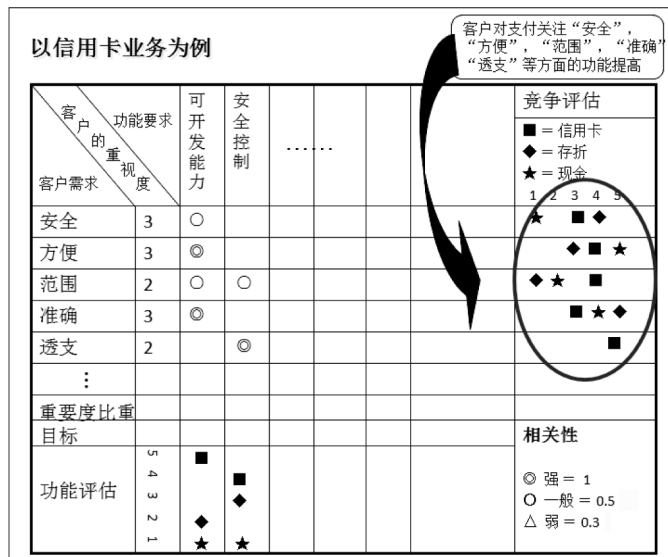 以信用卡业务为例
客户对支付关注“安全”，
“方便”，“范围”，“准确”
“透支”等方面的功能提高
客户的重视度
功能要求
客户需求
可开发能力
安全控制
......
竞争评估
■ = 信用卡
◆ = 存折
★ = 现金
1 2 3 4 5
安全 3 ○
方便 3 ◎
范围 2 ○ ○
准确 3 ◎
透支 2 ◎
⋮
重要度比重
目标
功能评估
5
4
3
2
1
相关性
◎ 强 = 1
○ 一般 = 0.5
△ 弱 = 0.3